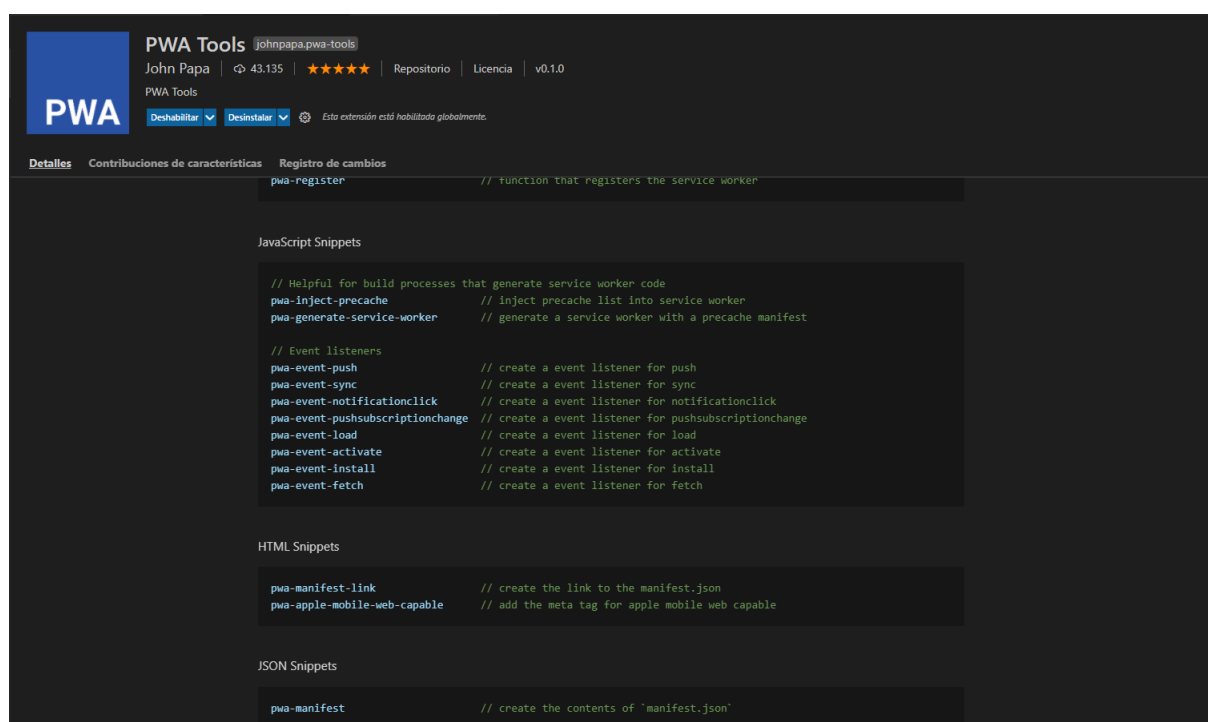 PWA
PWA Tools johnpapa.pwa-tools
John Papa 43.135 ★★★★★ Repositorio Licencia v0.1.0
PWA Tools
Deshabilitar Desinstalar Esta extensión está habilitada globalmente.
Detalles Contribuciones de características Registro de cambios
pwa-register // function that registers the service worker
JavaScript Snippets
// Helpful for build processes that generate service worker code
pwa-inject-precache // inject precache list into service worker
pwa-generate-service-worker // generate a service worker with a precache manifest
// Event listeners
pwa-event-push // create a event listener for push
pwa-event-sync // create a event listener for sync
pwa-event-notificationclick // create a event listener for notificationclick
pwa-event-pushsubscriptionchange // create a event listener for pushsubscriptionchange
pwa-event-load // create a event listener for load
pwa-event-activate // create a event listener for activate
pwa-event-install // create a event listener for install
pwa-event-fetch // create a event listener for fetch
HTML Snippets
pwa-manifest-link // create the link to the manifest.json
pwa-apple-mobile-web-capable // add the meta tag for apple mobile web capable
JSON Snippets
pwa-manifest // create the contents of `manifest.json`